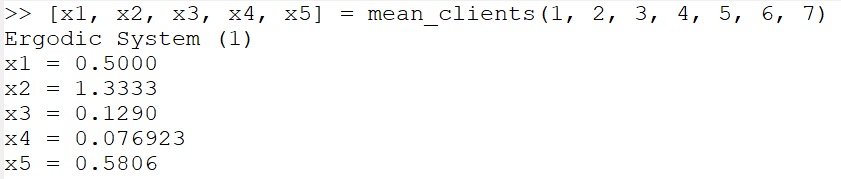 >> [x1, x2, x3, x4, x5] = mean_clients(1, 2, 3, 4, 5, 6, 7)
Ergodic System (1)
x1 = 0.5000
x2 = 1.3333
x3 = 0.1290
x4 = 0.076923
x5 = 0.5806